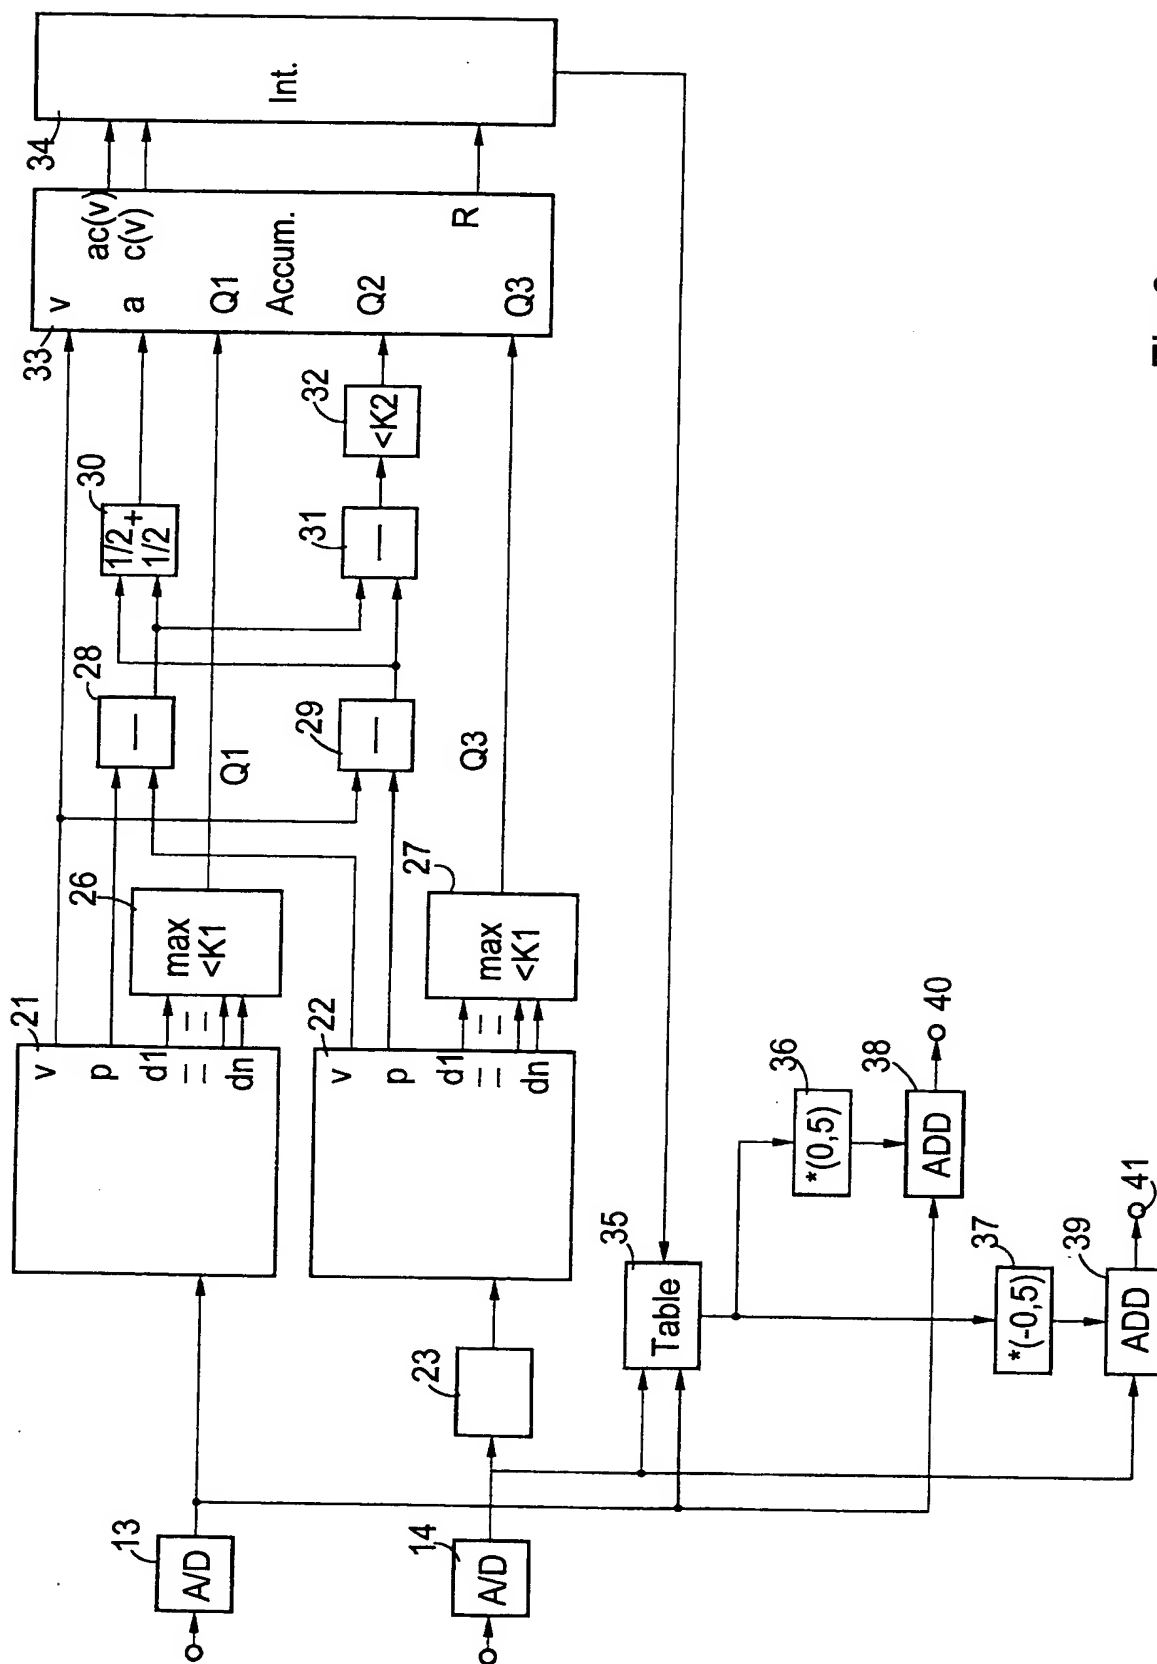 13
A/D
14
A/D
23
21
v
p
d1
dn
22
v
p
d1
dn
26
max
<K1
27
max
<K1
Q1
Q3
28
29
30
1/2
+
1/2
31
32
<K2
33
v
a
Q1
Q2
Q3
Accum.
ac(v)
c(v)
R
34
Int.
35
Table
36
*(0,5)
37
*(-0,5)
38
ADD
39
ADD
40
41